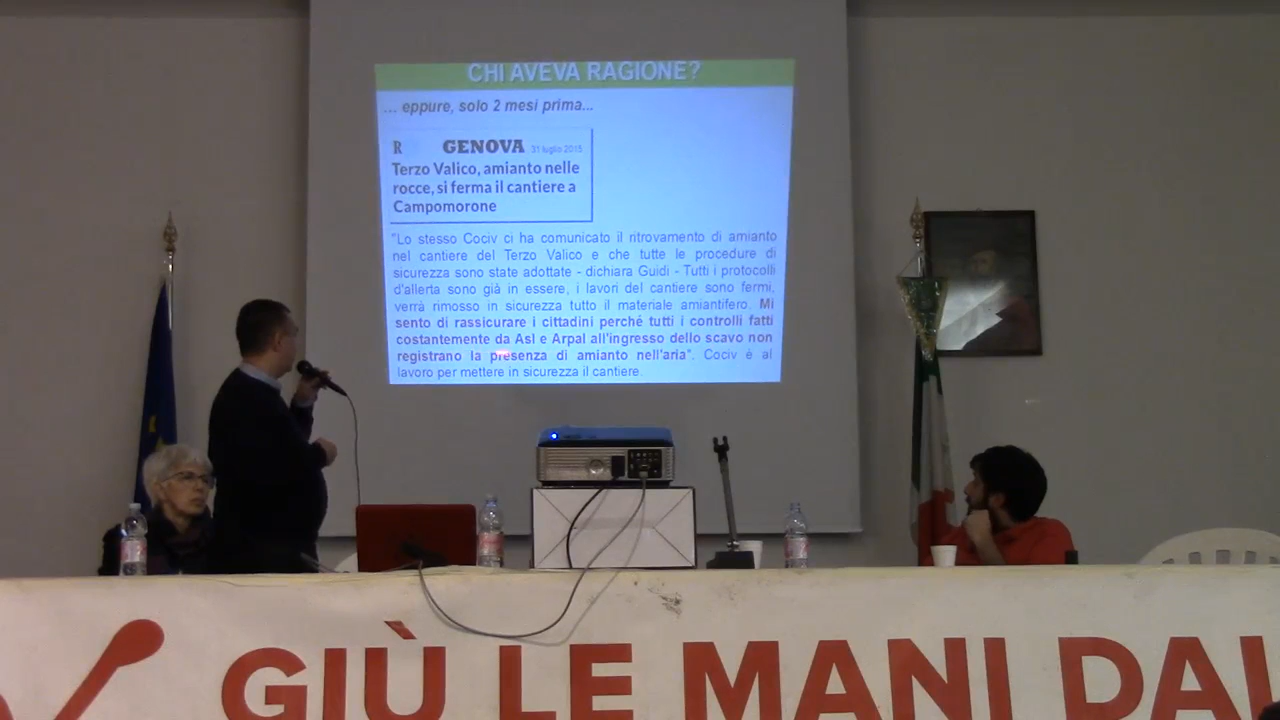 CHI AVEVA RAGIONE?
... eppure, solo 2 mesi prima...
R GENOVA 31 luglio 2015
Terzo Valico, amianto nelle
rocce, si ferma il cantiere a
Campomorone
"Lo stesso Cociv ci ha comunicato il ritrovamento di amianto
nel cantiere del Terzo Valico e che tutte le procedure di
sicurezza sono state adottate - dichiara Guidi - Tutti i protocolli
d'allerta sono già in essere, i lavori del cantiere sono fermi,
verrà rimosso in sicurezza tutto il materiale amiantifero. Mi
sento di rassicurare i cittadini perché tutti i controlli fatti
costantemente da Asl e Arpal all'ingresso dello scavo non
registrano la presenza di amianto nell'aria". Cociv è al
lavoro per mettere in sicurezza il cantiere.
GIÙ LE MANI DAL